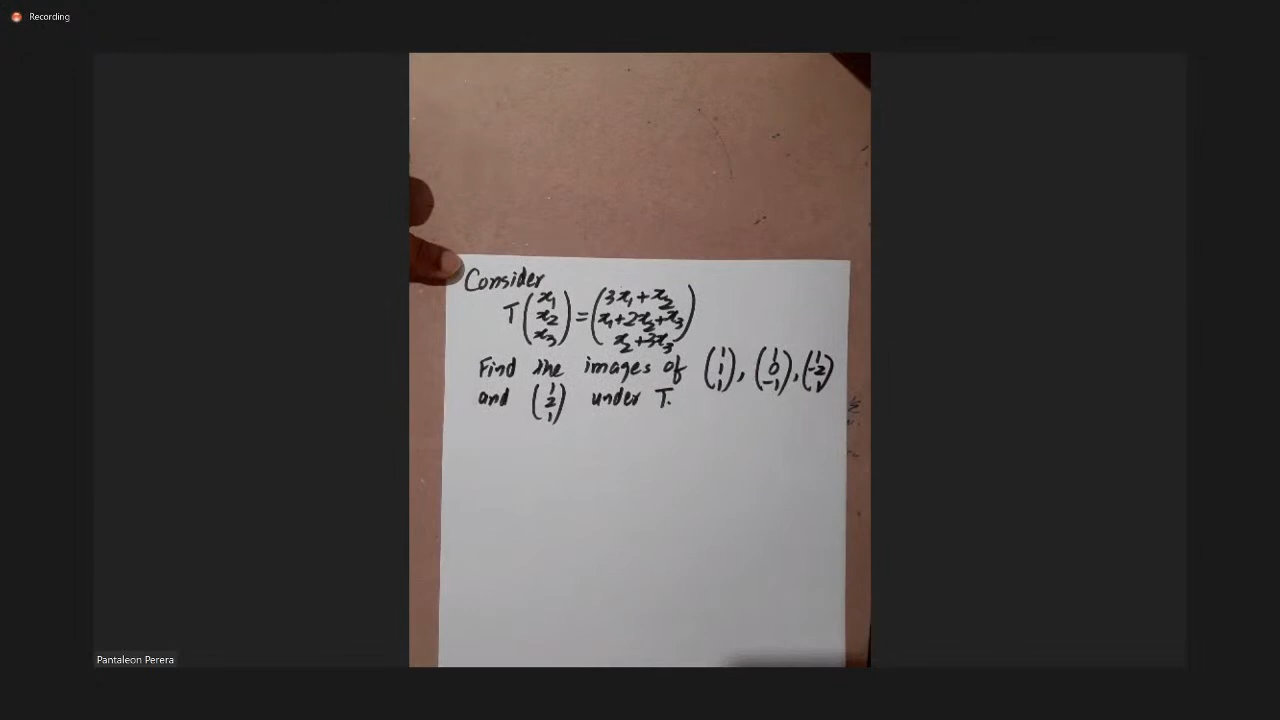 Recording
Consider
T(x₁ x₂ x₃) = (3x₁+x₂ x₁+2x₂+x₃ x₂+3x₃)
Find the images of (1 1 1), (1 0 -1), (1 -2 1)
and (1 2 1) under T.
Pantaleon Perera